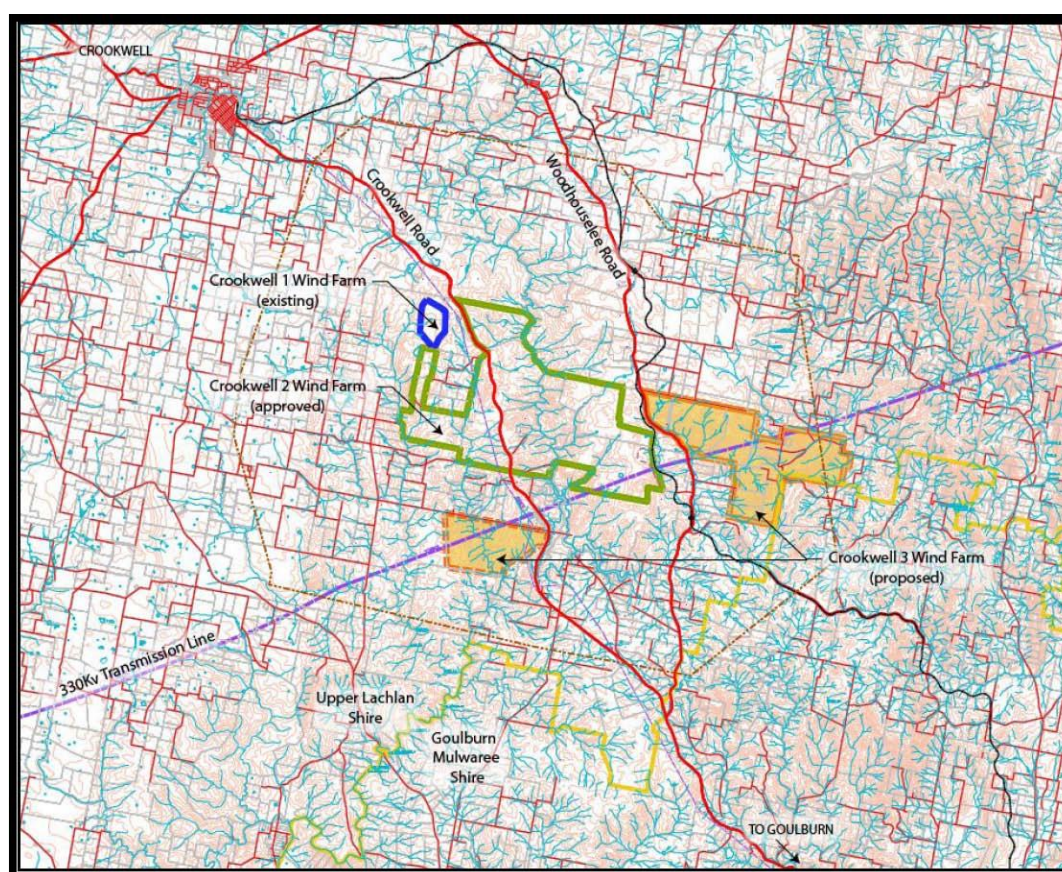 CROOKWELL
Crookwell Road
Woodhouselee Road
Crookwell 1 Wind Farm
(existing)
Crookwell 2 Wind Farm
(approved)
Crookwell 3 Wind Farm
(proposed)
330Kv Transmission Line
Upper Lachlan
Shire
Goulburn
Mulwaree
Shire
TO GOULBURN